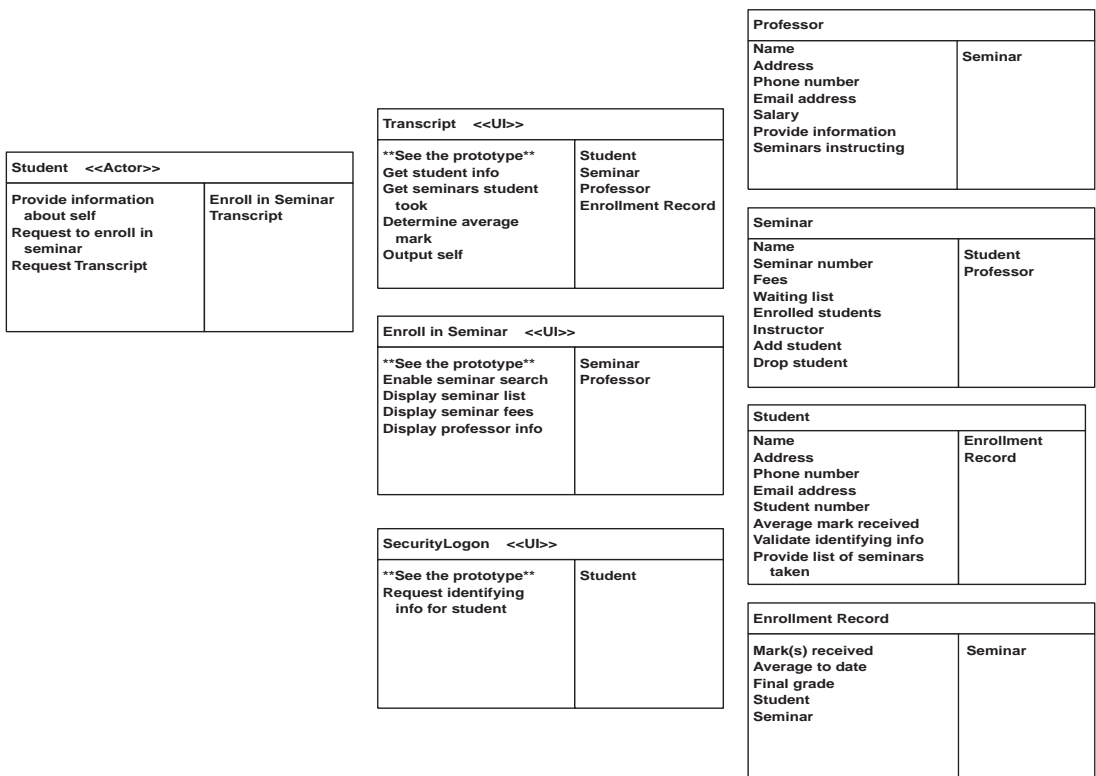 Student <<Actor>>
Provide information
about self
Request to enroll in
seminar
Request Transcript
Enroll in Seminar
Transcript
Transcript <<UI>>
**See the prototype**
Get student info
Get seminars student
took
Determine average
mark
Output self
Student
Seminar
Professor
Enrollment Record
Enroll in Seminar <<UI>>
**See the prototype**
Enable seminar search
Display seminar list
Display seminar fees
Display professor info
Seminar
Professor
SecurityLogon <<UI>>
**See the prototype**
Request identifying
info for student
Student
Professor
Name
Address
Phone number
Email address
Salary
Provide information
Seminars instructing
Seminar
Seminar
Name
Seminar number
Fees
Waiting list
Enrolled students
Instructor
Add student
Drop student
Student
Professor
Student
Name
Address
Phone number
Email address
Student number
Average mark received
Validate identifying info
Provide list of seminars
taken
Enrollment
Record
Enrollment Record
Mark(s) received
Average to date
Final grade
Student
Seminar
Seminar